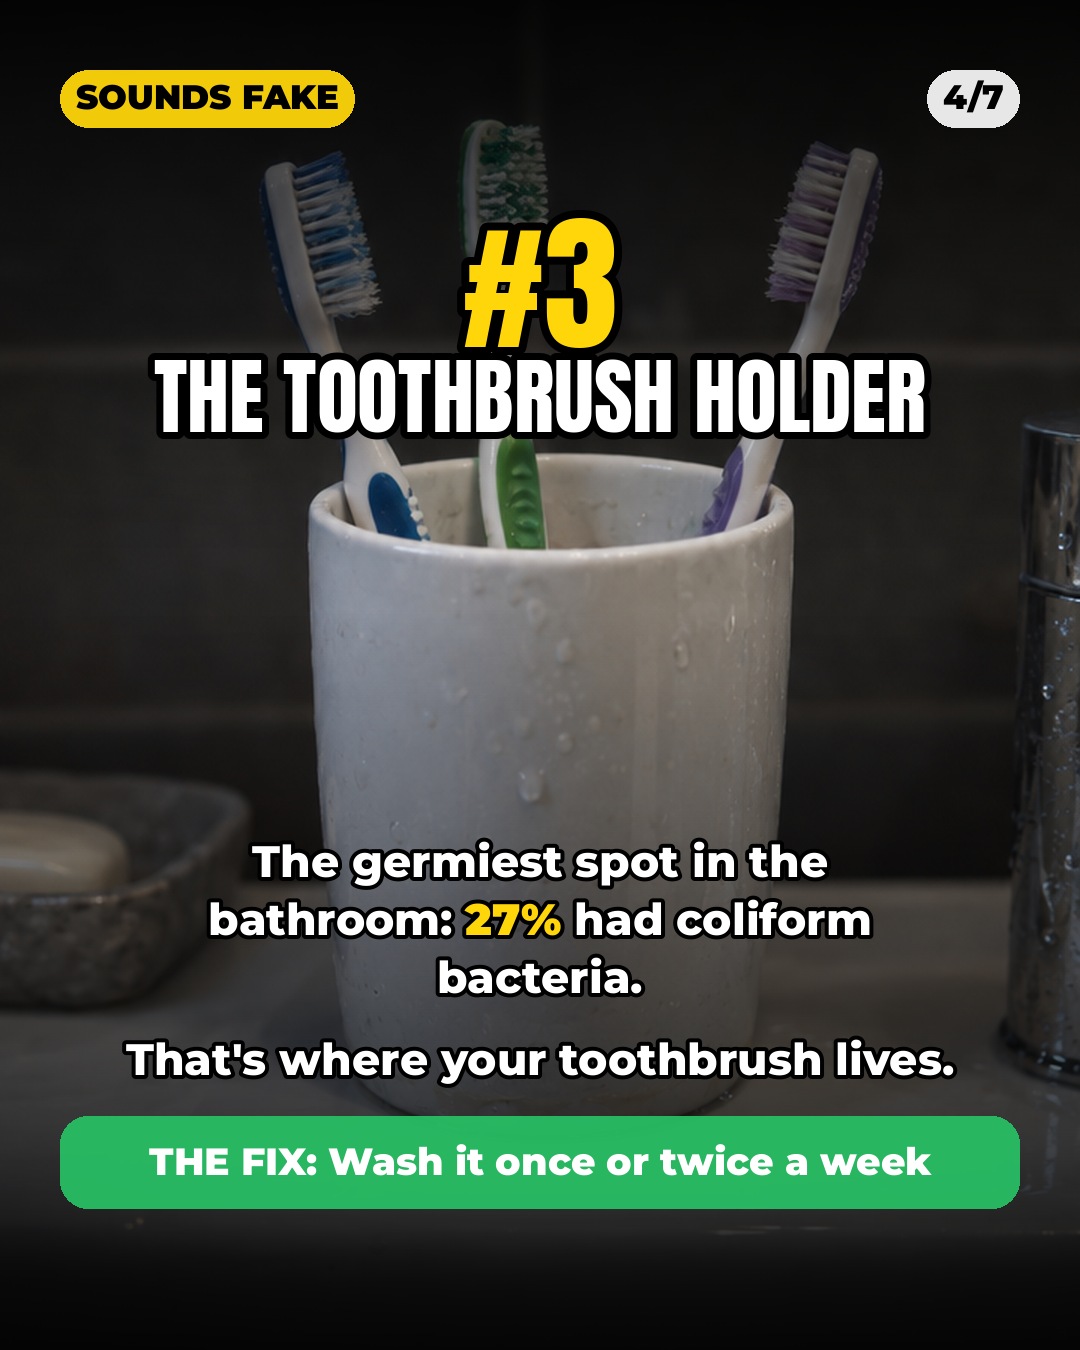 SOUNDS FAKE
4/7
#3
THE TOOTHBRUSH HOLDER
The germiest spot in the
bathroom: 27% had coliform
bacteria.
That's where your toothbrush lives.
THE FIX: Wash it once or twice a week